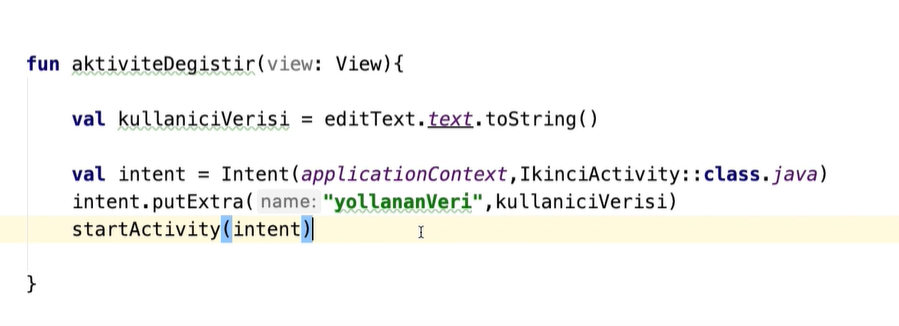 fun aktiviteDegistir(view: View){
val kullaniciVerisi = editText.text.toString()
val intent = Intent(applicationContext,IkinciActivity::class.java)
intent.putExtra( name: "yollananVeri",kullaniciVerisi)
startActivity(intent)
}